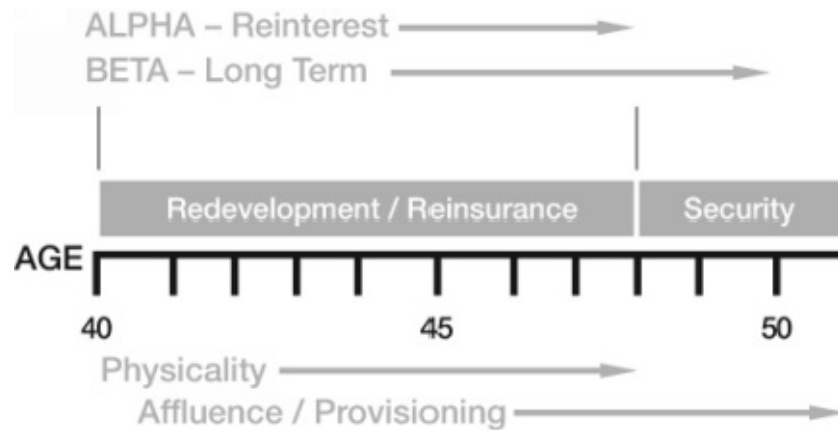 ALPHA – Reinterest
BETA – Long Term
Redevelopment / Reinsurance
Security
AGE
40
45
50
Physicality
Affluence / Provisioning